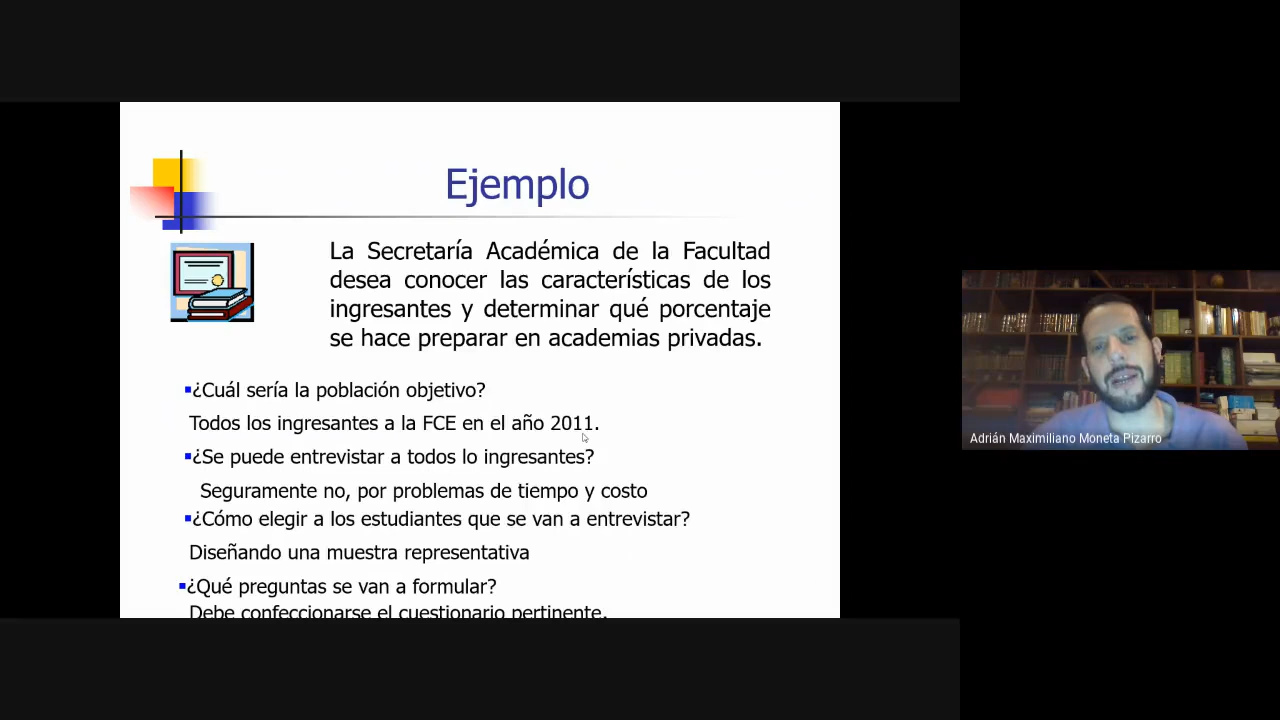 Ejemplo
La Secretaría Académica de la Facultad
desea conocer las características de los
ingresantes y determinar qué porcentaje
se hace preparar en academias privadas.
¿Cuál sería la población objetivo?
Todos los ingresantes a la FCE en el año 2011.
¿Se puede entrevistar a todos lo ingresantes?
Seguramente no, por problemas de tiempo y costo
¿Cómo elegir a los estudiantes que se van a entrevistar?
Diseñando una muestra representativa
¿Qué preguntas se van a formular?
Debe confeccionarse el cuestionario pertinente.
Adrián Maximiliano Moneta Pizarro